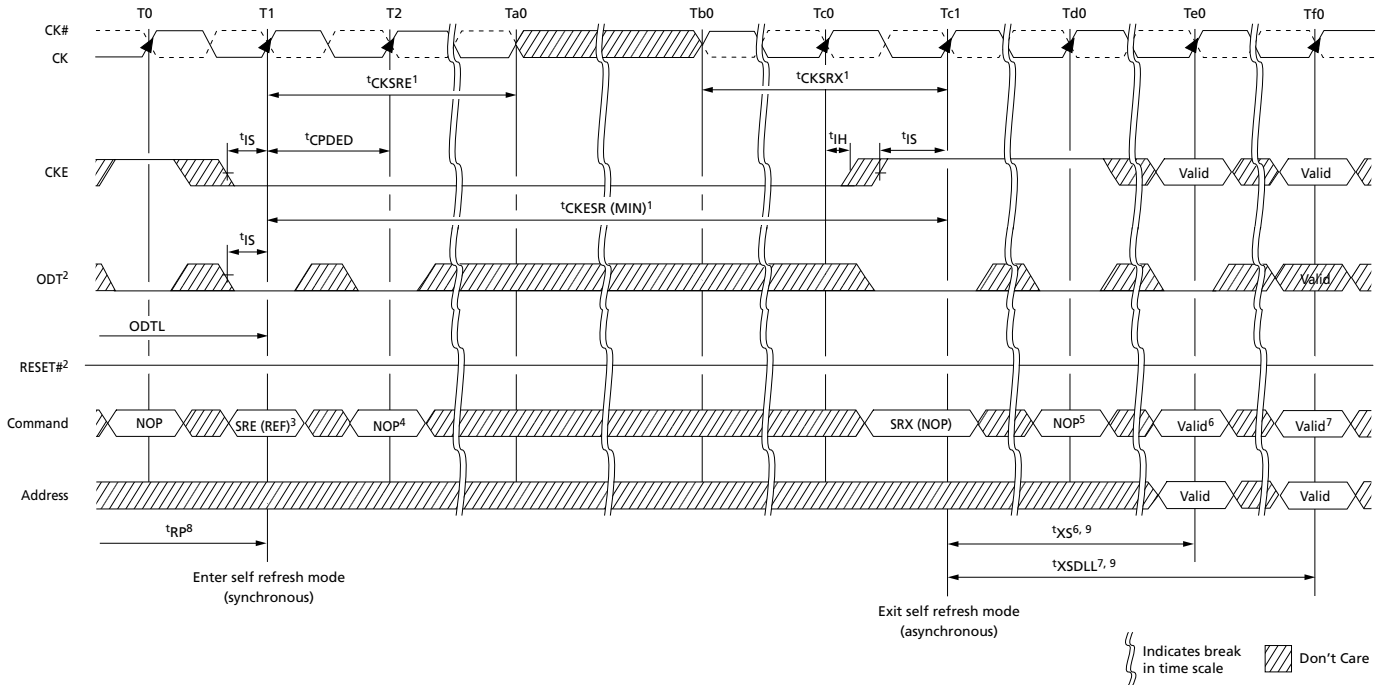 T0 T1 T2 Ta0 Tb0 Tc0 Tc1 Td0 Te0 Tf0
CK#
CK
tCKSRE1 tCKSRX1
tIS tCPDED tIH tIS
CKE Valid Valid
tCKESR (MIN)1
tIS
ODT2 Valid
ODTL
RESET#2
Command NOP SRE (REF)3 NOP4 SRX (NOP) NOP5 Valid6 Valid7
Address Valid Valid
tRP8 tXS6, 9
tXSDLL7, 9
Enter self refresh mode
(synchronous)
Exit self refresh mode
(asynchronous)
Indicates break
in time scale
Don't Care